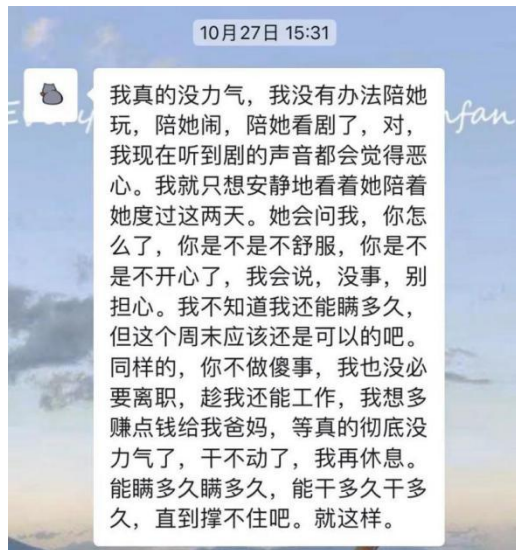 10月27日 15:31
我真的没力气，我没有办法陪她
玩，陪她闹，陪她看剧了，对，
我现在听到剧的声音都会觉得恶
心。我就只想安静地看着她陪着
她度过这两天。她会问我，你怎
么了，你是不是不舒服，你是不
是不开心了，我会说，没事，别
担心。我不知道我还能瞒多久，
但这个周末应该还是可以的吧。
同样的，你不做傻事，我也没必
要离职，趁我还能工作，我想多
赚点钱给我爸妈，等真的彻底没
力气了，干不动了，我再休息。
能瞒多久瞒多久，能干多久干多
久，直到撑不住吧。就这样。